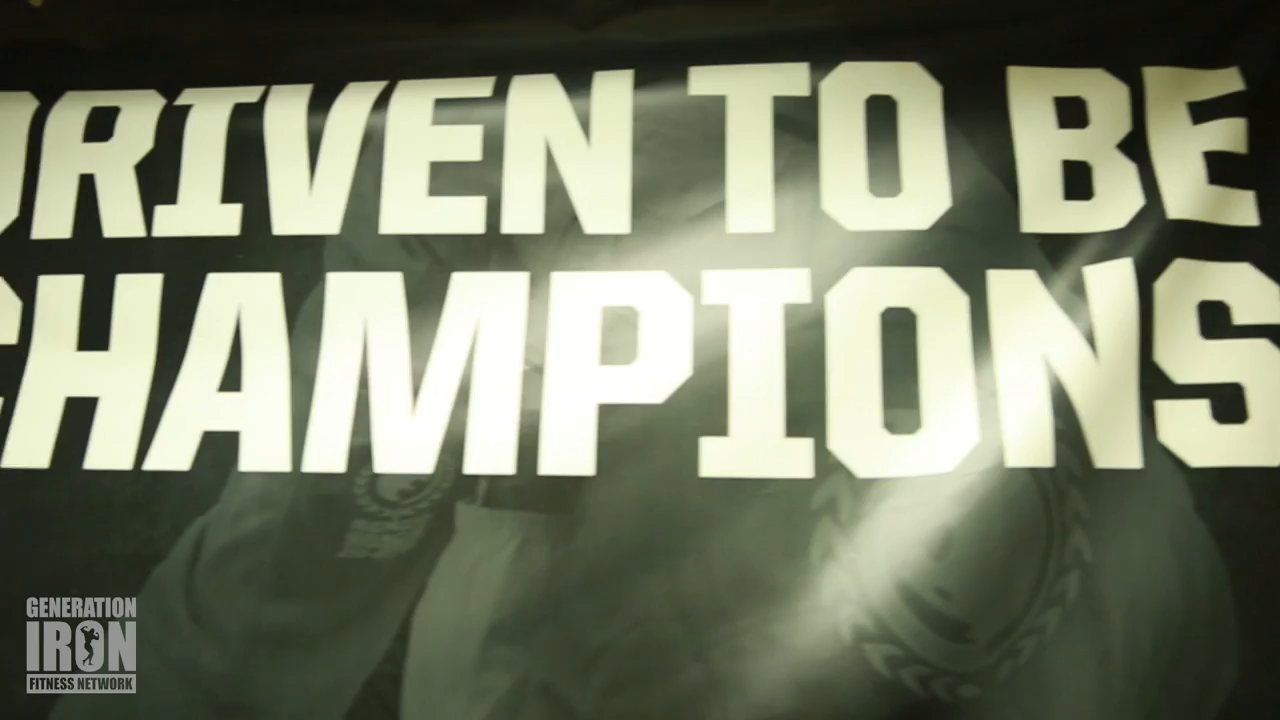 DRIVEN TO BE
CHAMPIONS
GENERATION
IRON
FITNESS NETWORK